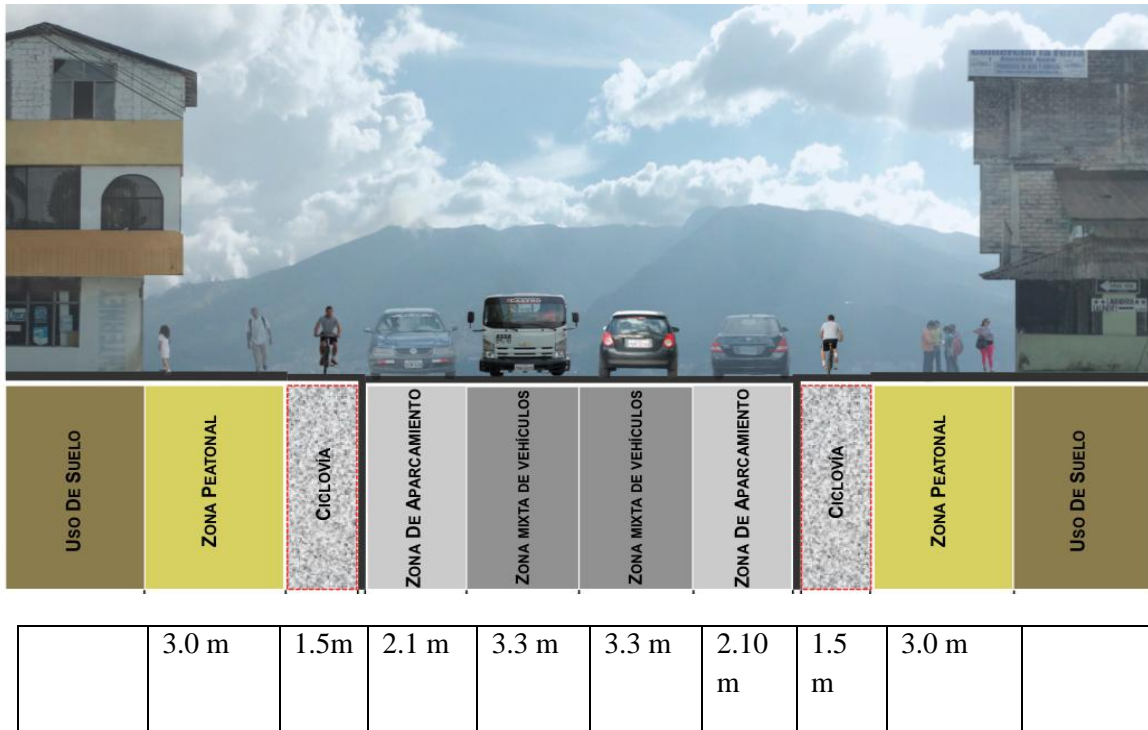 USO DE SUELO
ZONA PEATONAL
CICLOVÍA
ZONA DE APARCAMIENTO
ZONA MIXTA DE VEHÍCULOS
ZONA MIXTA DE VEHÍCULOS
ZONA DE APARCAMIENTO
CICLOVÍA
ZONA PEATONAL
USO DE SUELO
3.0 m
1.5m
2.1 m
3.3 m
3.3 m
2.10
m
1.5
m
3.0 m